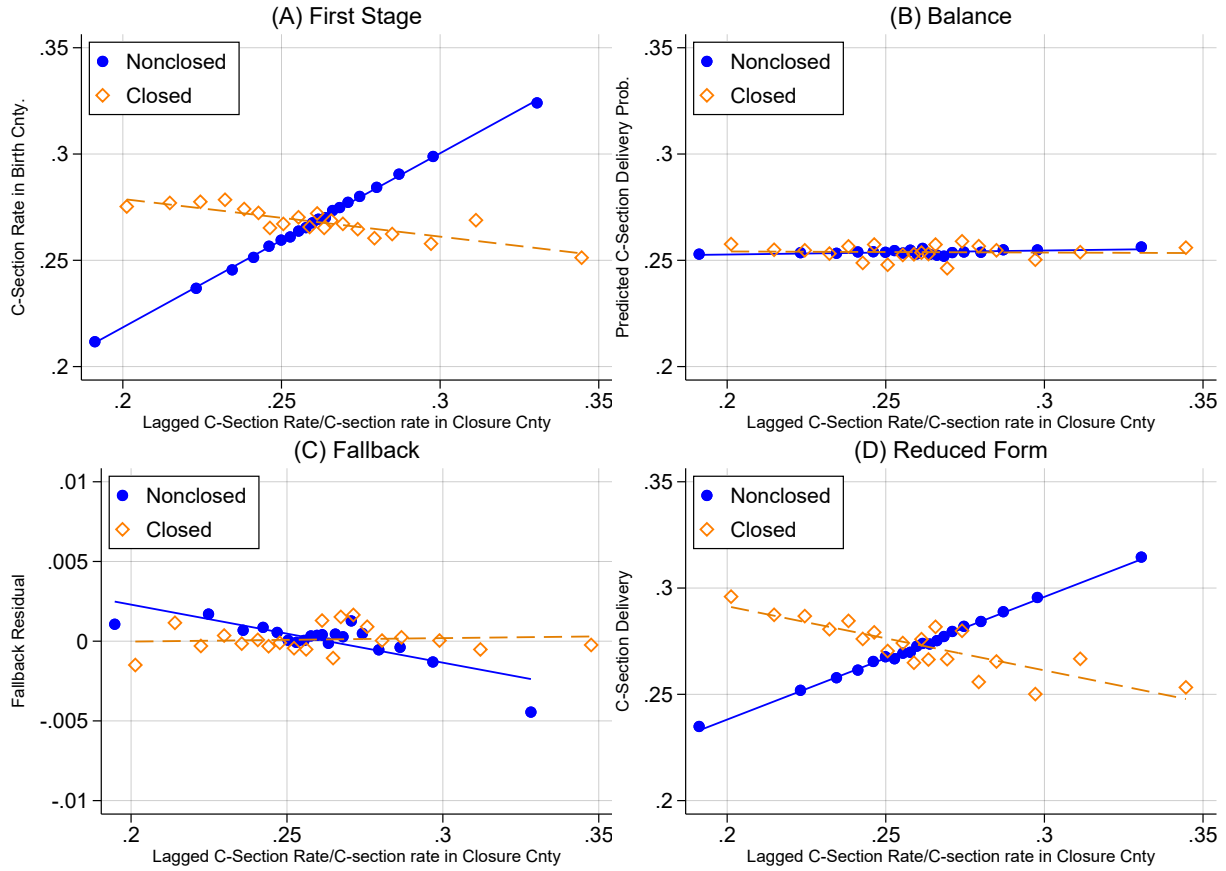 (A) First Stage
C-Section Rate in Birth Cnty.
.35
.3
.25
.2
Nonclosed
Closed
.2 .25 .3 .35
Lagged C-Section Rate/C-section rate in Closure Cnty
(B) Balance
Predicted C-Section Delivery Prob.
.35
.3
.25
.2
Nonclosed
Closed
.2 .25 .3 .35
Lagged C-Section Rate/C-section rate in Closure Cnty
(C) Fallback
Fallback Residual
.01
.005
0
-.005
-.01
Nonclosed
Closed
.2 .25 .3 .35
Lagged C-Section Rate/C-section rate in Closure Cnty
(D) Reduced Form
C-Section Delivery
.35
.3
.25
.2
Nonclosed
Closed
.2 .25 .3 .35
Lagged C-Section Rate/C-section rate in Closure Cnty